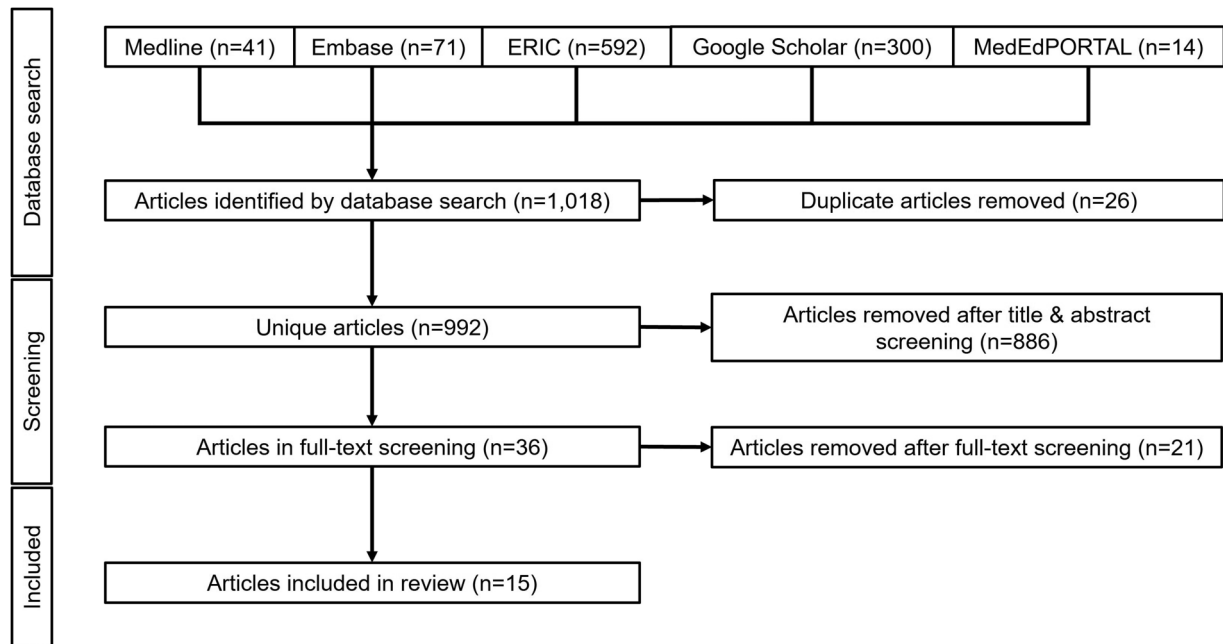 Database search
Medline (n=41)
Embase (n=71)
ERIC (n=592)
Google Scholar (n=300)
MedEdPORTAL (n=14)
Articles identified by database search (n=1,018)
Duplicate articles removed (n=26)
Screening
Unique articles (n=992)
Articles removed after title & abstract
screening (n=886)
Articles in full-text screening (n=36)
Articles removed after full-text screening (n=21)
Included
Articles included in review (n=15)